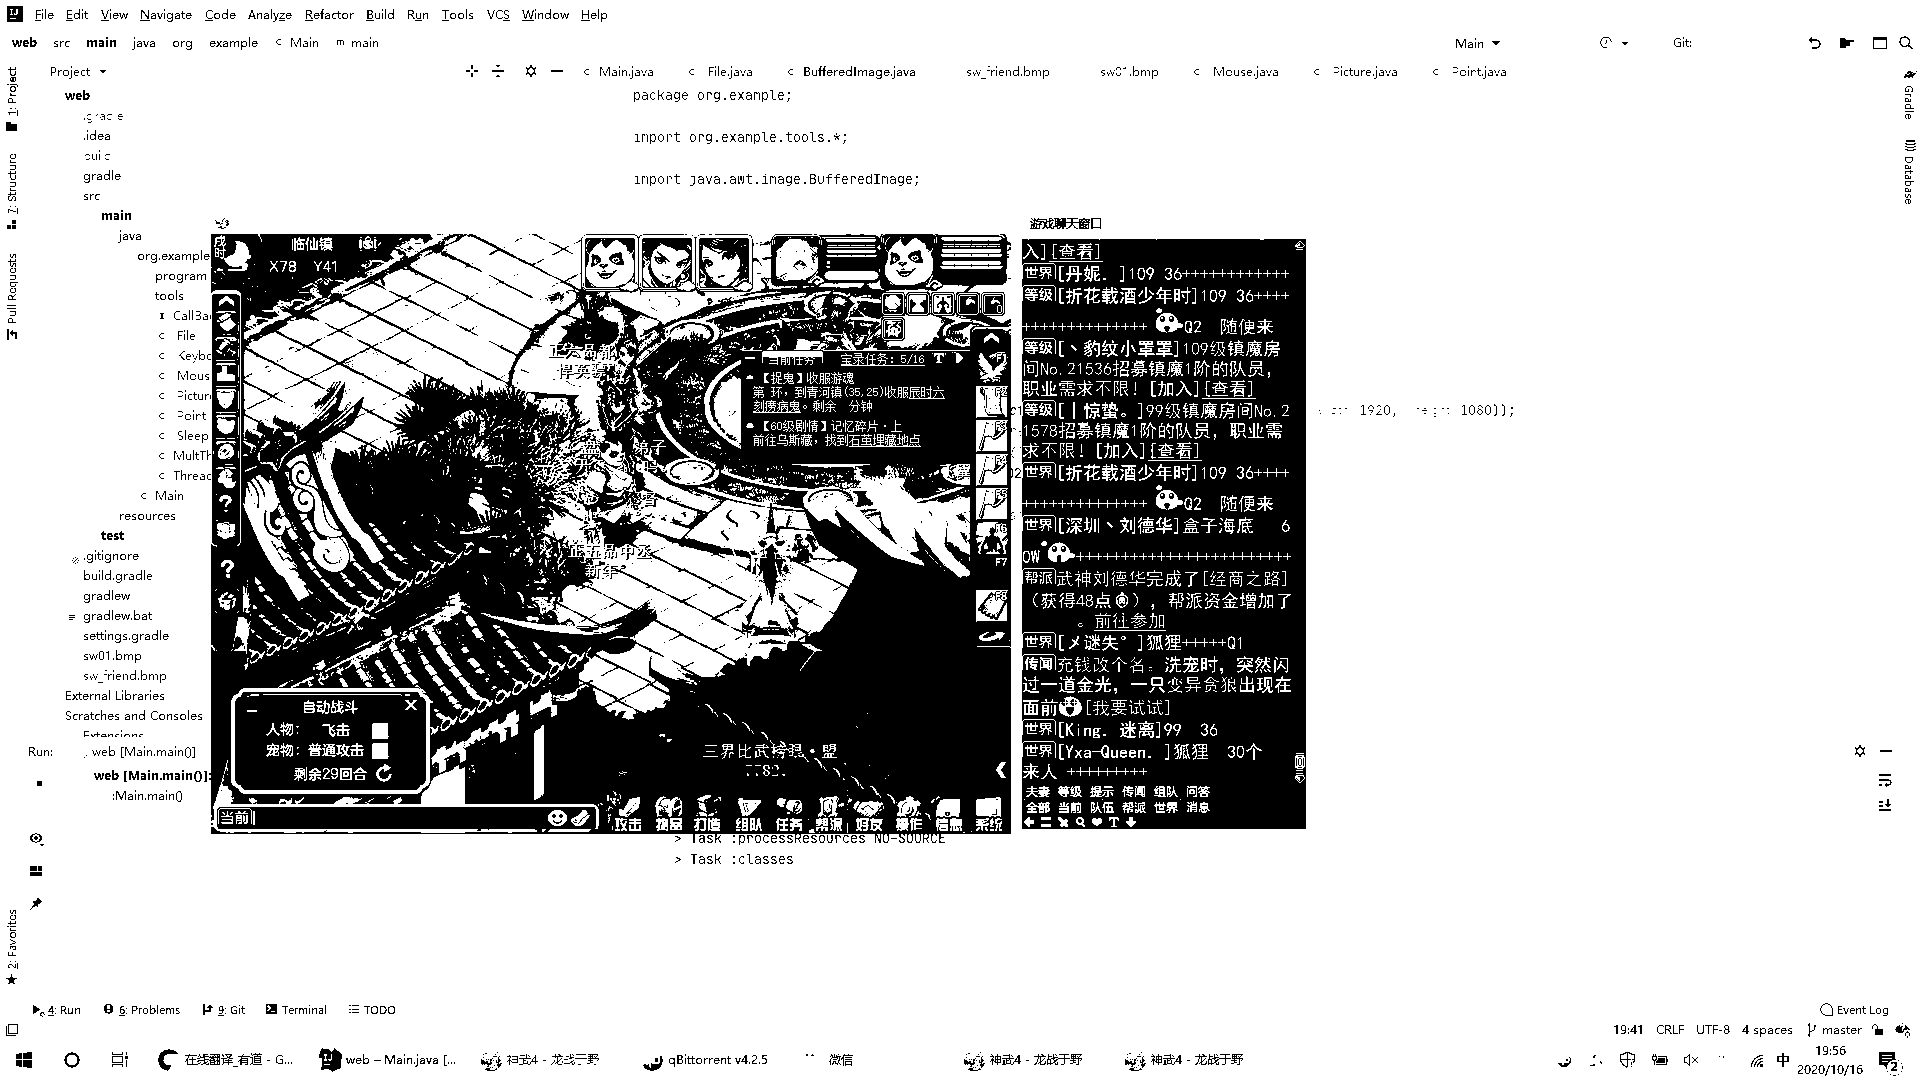 File Edit View Navigate Code Analyze Refactor Build Run Tools VCS Window Help
web src main java org example c Main m main
Main
Git:
1: Project
7: Structure
Pull Requests
2: Favorites
Project
Main.java File.java BufferedImage.java sw_friend.bmp sw01.bmp Mouse.java Picture.java Point.java
Gradle
Database
web
.gradle
.idea
build
gradle
src
main
java
org.example
program
tools
CallBac
File
Keybo
Mous
Pictur
Point
Sleep
MultTh
Threac
Main
resources
test
.gitignore
build.gradle
gradlew
gradlew.bat
settings.gradle
sw01.bmp
sw_friend.bmp
External Libraries
Scratches and Consoles
Extensions
package org.example;
import org.example.tools.*;
import java.awt.image.BufferedImage;
1920, 1080));
戌时
临仙镇
X78 Y41
当前任务 宝录任务: 5/16 T
【捉鬼】收服游魂
第 环,到青河镇(35,25)收服辰时六
刻痨病鬼。剩余 分钟
【60级剧情】记忆碎片·上
前往乌斯藏,找到石茧埋藏地点
正五品中丞
新年
自动战斗
人物: 飞击
宠物: 普通攻击
剩余29回合
当前
攻击 物品 打造 组队 任务 帮派 好友 操作 信息 系统
F7
游戏聊天窗口
入][查看]
世界[丹妮. ]109 36++++++++++++
等级[折花载酒少年时]109 36++++
++++++++++++++ Q2 随便来
等级[丶豹纹小罩罩]109级镇魔房
间No.21536招募镇魔1阶的队员,
职业需求不限! [加入][查看]
等级[丨惊蛰。]99级镇魔房间No.2
1578招募镇魔1阶的队员, 职业需
求不限! [加入][查看]
世界[折花载酒少年时]109 36++++
++++++++++++++ Q2 随便来
世界[深圳丶刘德华]盒子海底 6
OW ++++++++++++++++++++++++
帮派武神刘德华完成了[经商之路]
(获得48点 ), 帮派资金增加了
。前往参加
世界[メ谜失°]狐狸+++++Q1
传闻充钱改个名。洗宠时, 突然闪
过一道金光, 一只变异贪狼出现在
面前 [我要试试]
世界[King. 迷离]99 36
世界[Yxa-Queen. ]狐狸 30个
来人 +++++++++
夫妻 等级 提示 传闻 组队 问答
全部 当前 队伍 帮派 世界 消息
Run: web [Main.main()]
web [Main.main()]:
:Main.main()
> Task :processResources NO-SOURCE
> Task :classes
4: Run 6: Problems 9: Git Terminal TODO
Event Log
19:41 CRLF UTF-8 4 spaces master
在线翻译_有道 - G... web – Main.java [... 神武4 - 龙战于野 qBittorrent v4.2.5 微信 神武4 - 龙战于野 神武4 - 龙战于野
中
19:56
2020/10/16
2